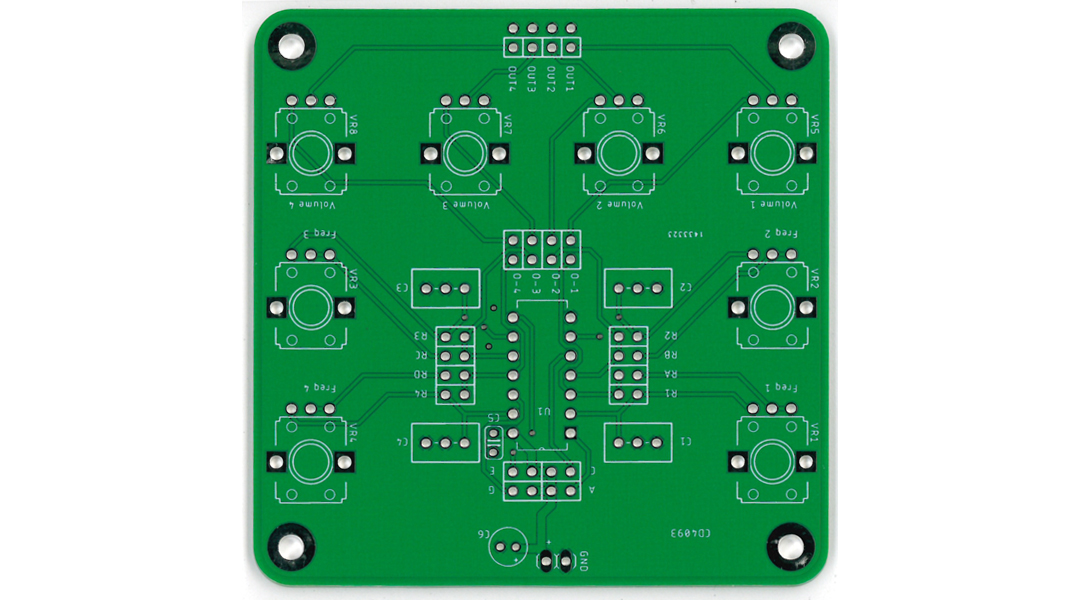 OUT4 OUT3 OUT2 OUT1
VR8 VR7 VR6 VR5
Volume 4 Volume 3 Volume 2 Volume 1
Freq 3 1433323 Freq 2
VR3 C3 O-4 O-3 O-2 O-1 C2 VR2
R3 R2
RC RB
RD RA
R4 R1
Freq 4 U1 Freq 1
VR4 C4 C5 C1 VR1
E C
G A
C6 + + GND CD4093